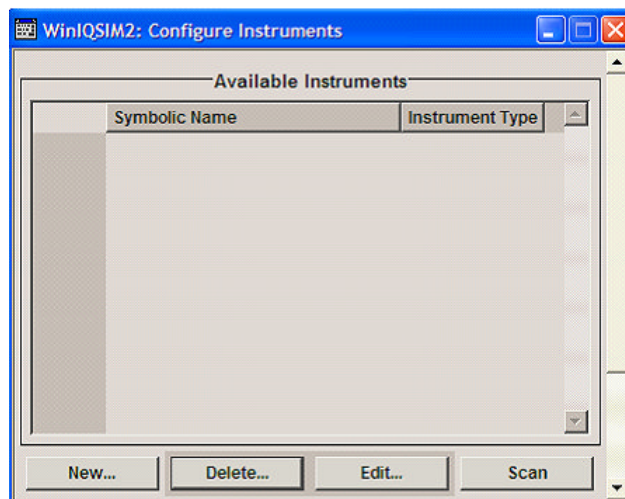 WinIQSIM2: Configure Instruments
Available Instruments
Symbolic Name Instrument Type
New... Delete... Edit... Scan